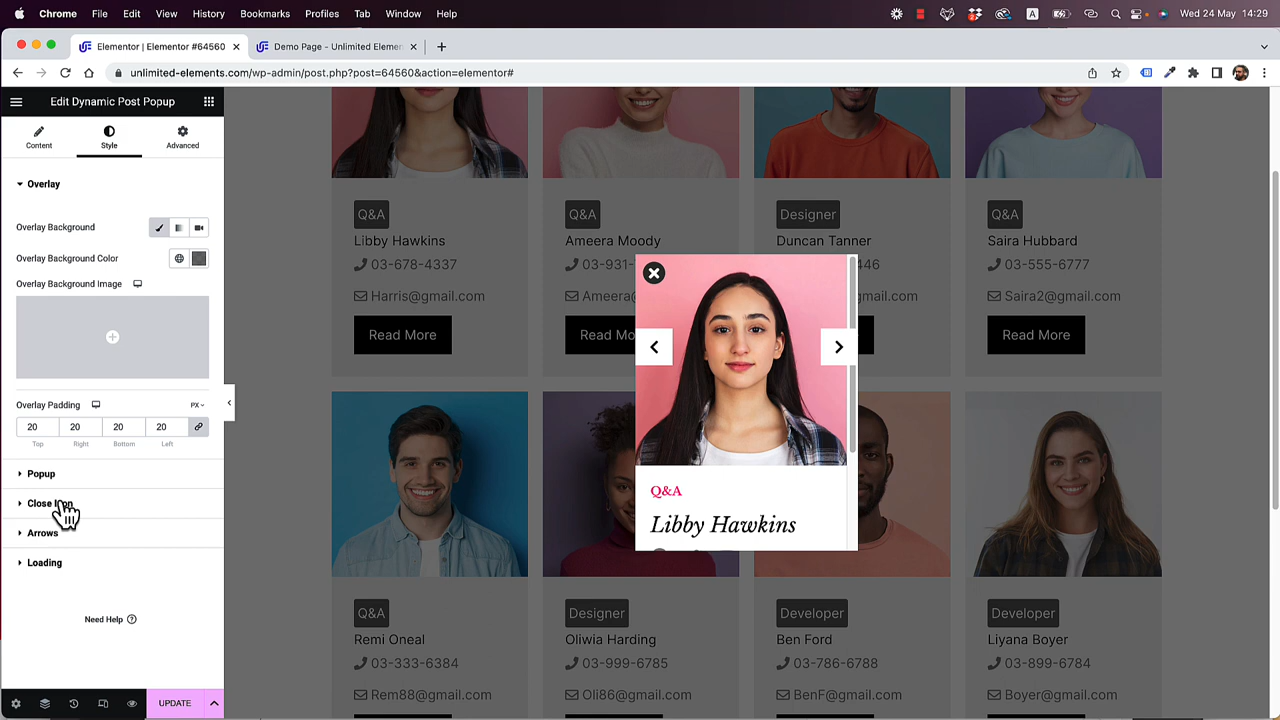 Chrome File Edit View History Bookmarks Profiles Tab Window Help A Wed 24 May 14:29
Elementor | Elementor #64560 × Demo Page - Unlimited Elemen × +
unlimited-elements.com/wp-admin/post.php?post=64560&action=elementor#
Edit Dynamic Post Popup
Content Style Advanced
Overlay
Overlay Background
Overlay Background Color
Overlay Background Image
Overlay Padding PX
20 20 20 20
Top Right Bottom Left
Popup
Close Icon
Arrows
Loading
Need Help ?
UPDATE
Q&A
Libby Hawkins
03-678-4337
Harris@gmail.com
Read More
Q&A
Ameera Moody
03-931-
Ameera@
Read Mo
Designer
Duncan Tanner
446
gmail.com
Q&A
Saira Hubbard
03-555-6777
Saira2@gmail.com
Read More
Q&A
Libby Hawkins
Q&A
Remi Oneal
03-333-6384
Rem88@gmail.com
Designer
Oliwia Harding
03-999-6785
Oli86@gmail.com
Developer
Ben Ford
03-786-6788
BenF@gmail.com
Developer
Liyana Boyer
03-899-6784
Boyer@gmail.com